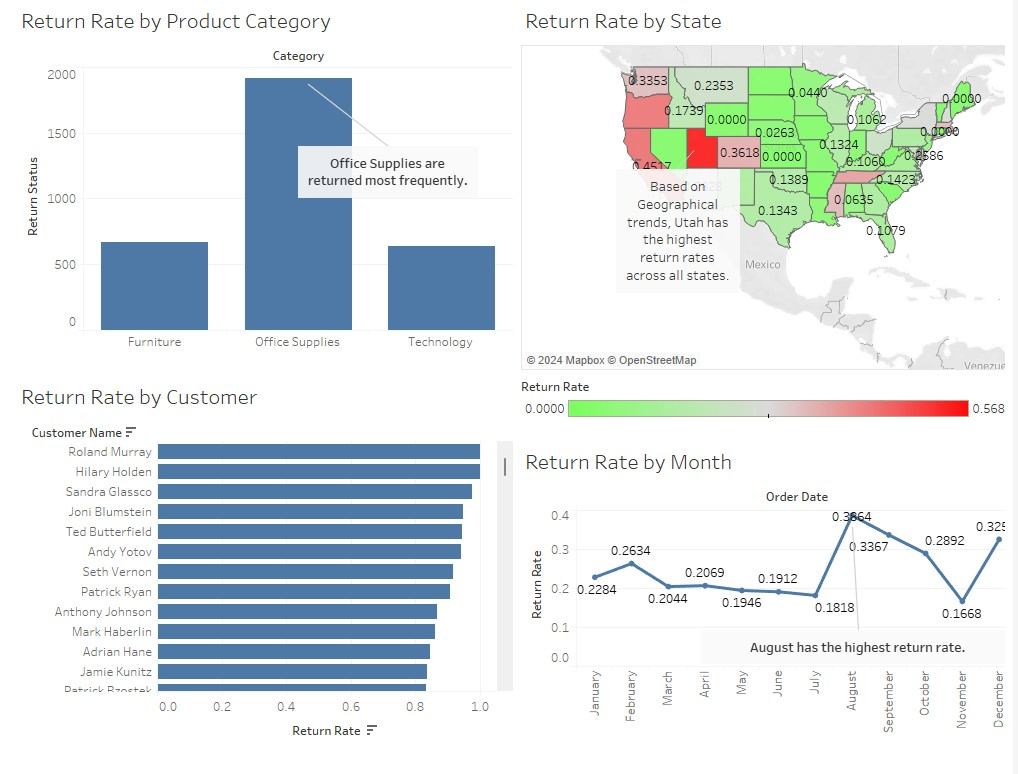 Return Rate by Product Category
Category
2000
1500
1000
500
0
Return Status
Office Supplies are
returned most frequently.
Furniture
Office Supplies
Technology
Return Rate by State
0.3353
0.2353
0.0440
0.0000
0.1739
0.0000
0.1062
0.0263
0.0000
0.1324
0.4517
0.3618
0.0000
0.1060
0.2586
0.1389
0.1423
0.0635
0.1343
0.1079
Based on
Geographical
trends, Utah has
the highest
return rates
across all states.
Mexico
© 2024 Mapbox © OpenStreetMap
Return Rate
0.0000
0.568
Return Rate by Customer
Customer Name
Roland Murray
Hilary Holden
Sandra Glassco
Joni Blumstein
Ted Butterfield
Andy Yotov
Seth Vernon
Patrick Ryan
Anthony Johnson
Mark Haberlin
Adrian Hane
Jamie Kunitz
Patrick Bzostek
0.0 0.2 0.4 0.6 0.8 1.0
Return Rate
Return Rate by Month
Order Date
0.4
0.3
0.2
0.1
0.0
Return Rate
0.2284
0.2634
0.2044
0.2069
0.1946
0.1912
0.1818
0.3864
0.3367
0.2892
0.1668
0.325
August has the highest return rate.
January
February
March
April
May
June
July
August
September
October
November
December